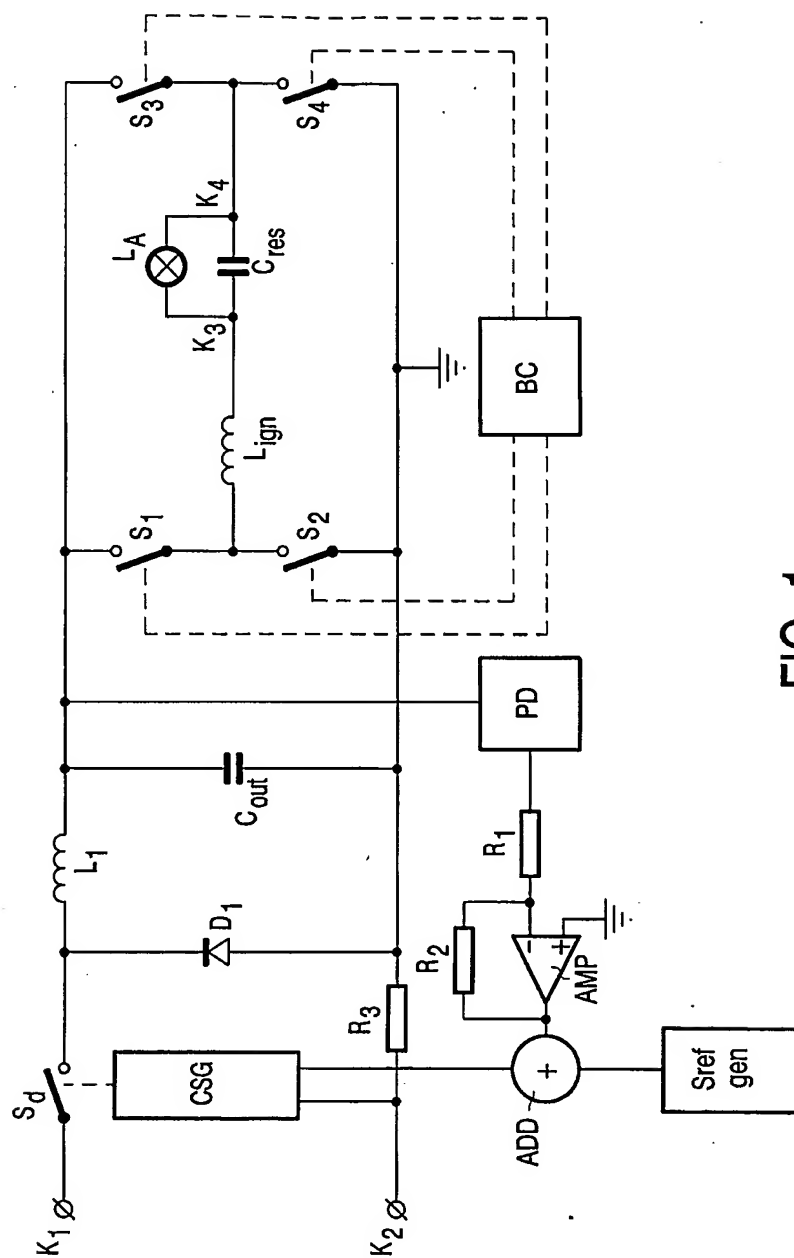 K1
K2
Sd
CSG
D1
L1
Cout
R3
R2
R1
AMP
ADD
Sref
gen
PD
S1
S2
Lign
K3
LA
Cres
K4
S3
S4
BC
+
-
+
FIG. 1